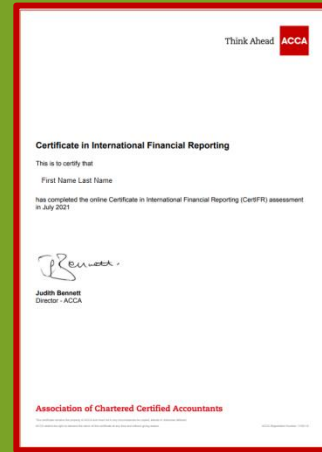 Think Ahead ACCA
Certificate in International Financial Reporting
This is to certify that
First Name Last Name
has completed the online Certificate in International Financial Reporting (CertIFR) assessment
in July 2021
J Bennett.
Judith Bennett
Director - ACCA
Association of Chartered Certified Accountants